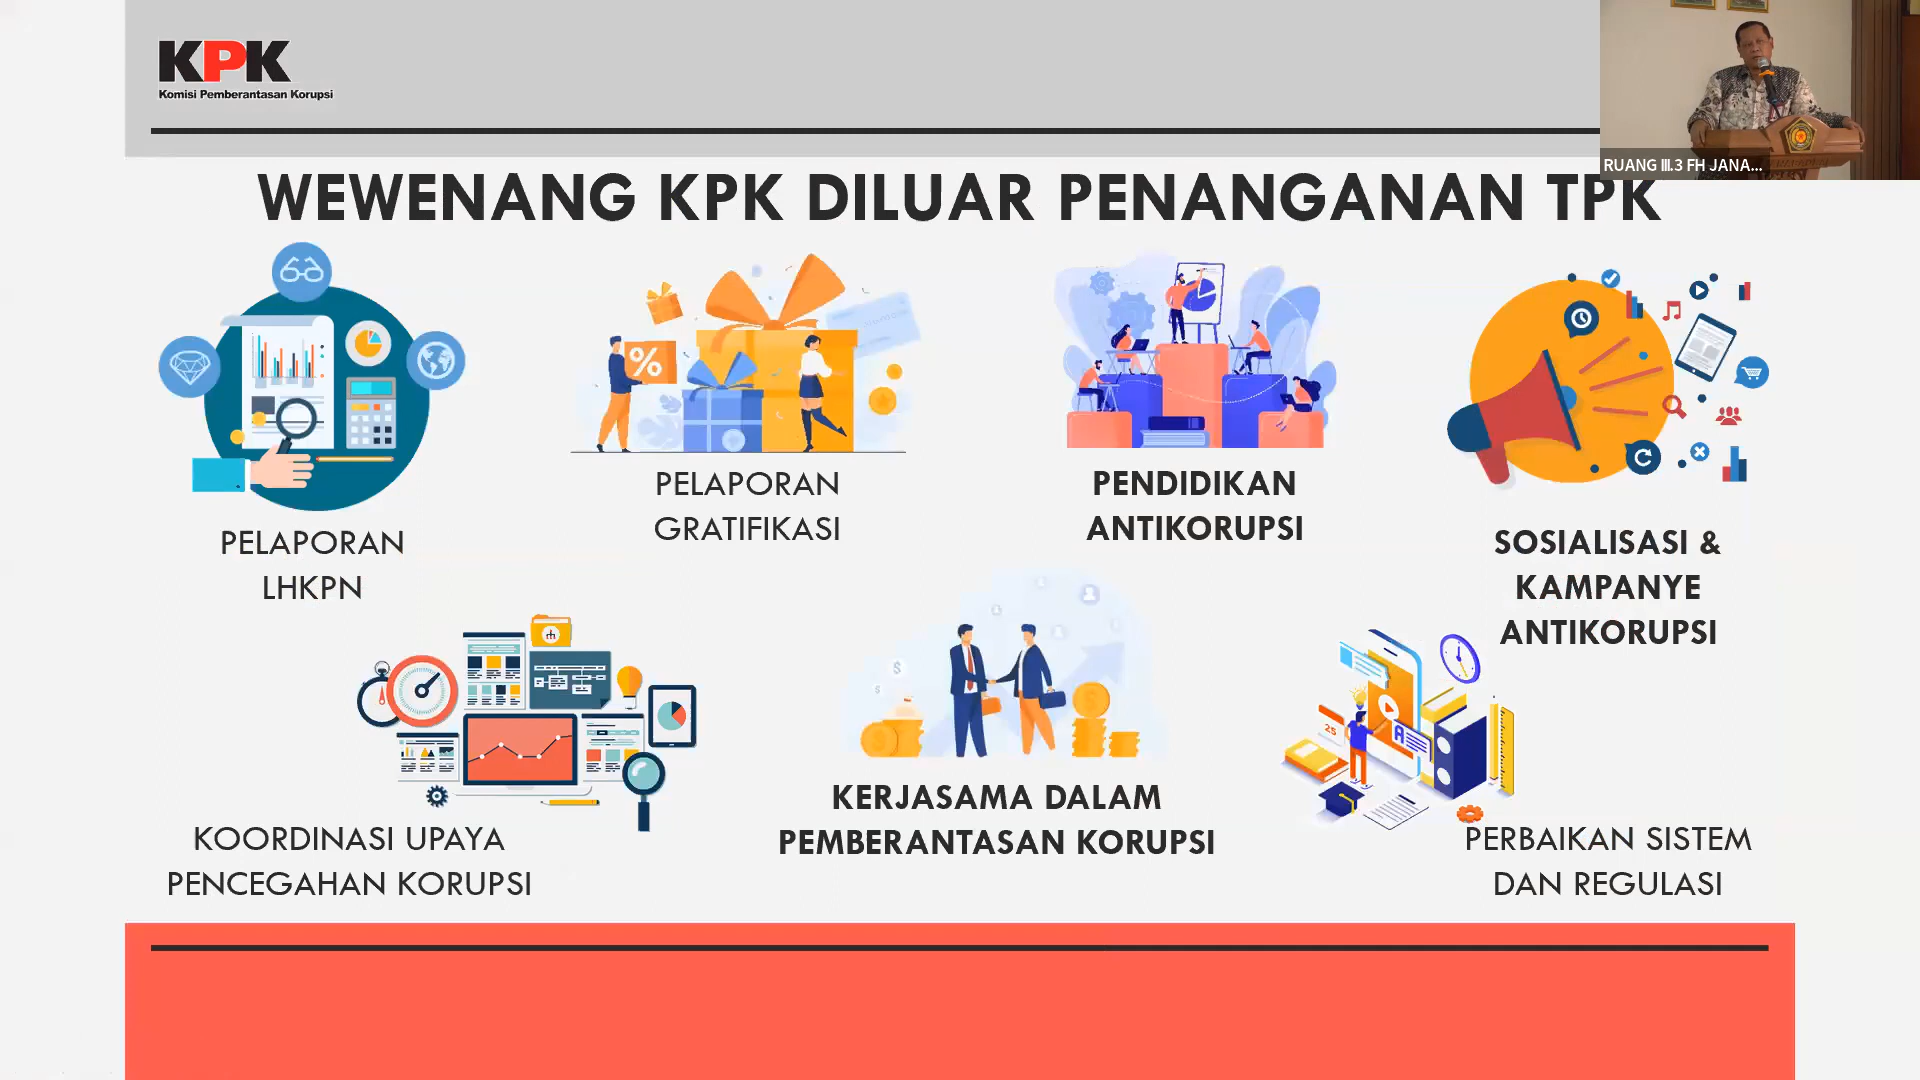 KPK
Komisi Pemberantasan Korupsi
RUANG III.3 FH JANA...
WEWENANG KPK DILUAR PENANGANAN TPK
%
PELAPORAN
LHKPN
PELAPORAN
GRATIFIKASI
PENDIDIKAN
ANTIKORUPSI
SOSIALISASI &
KAMPANYE
ANTIKORUPSI
$
$
25
A
KOORDINASI UPAYA
PENCEGAHAN KORUPSI
KERJASAMA DALAM
PEMBERANTASAN KORUPSI
PERBAIKAN SISTEM
DAN REGULASI